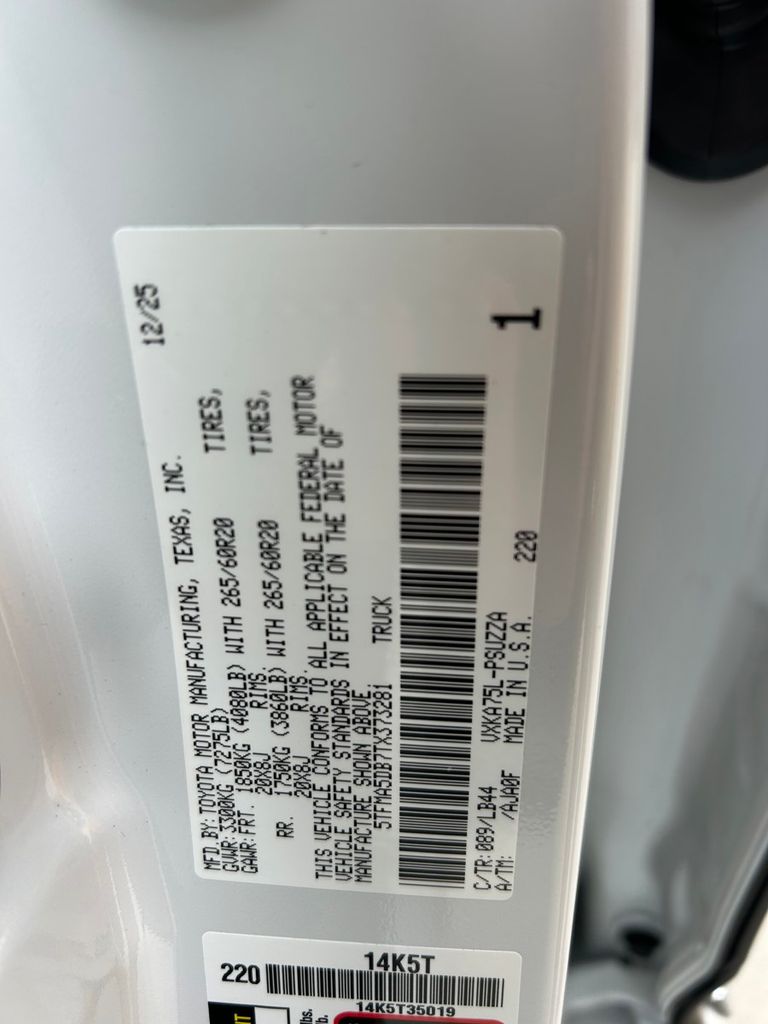 12/25
MFD.BY: TOYOTA MOTOR MANUFACTURING, TEXAS, INC.
GVWR: 3300KG (7275LB)
GAWR: FRT. 1850KG (4080LB) WITH 265/60R20 TIRES,
20X8J RIMS.
RR. 1750KG (3860LB) WITH 265/60R20 TIRES,
20X8J RIMS.
THIS VEHICLE CONFORMS TO ALL APPLICABLE FEDERAL MOTOR
VEHICLE SAFETY STANDARDS IN EFFECT ON THE DATE OF
MANUFACTURE SHOWN ABOVE.
5TFMA5DB7TX373281 TRUCK
1
C/TR: 089/LB44 VXKA75L-PSUZZA 220
A/TM: /AJA0F MADE IN U.S.A.
14K5T
220
14K5T35019
lbs.